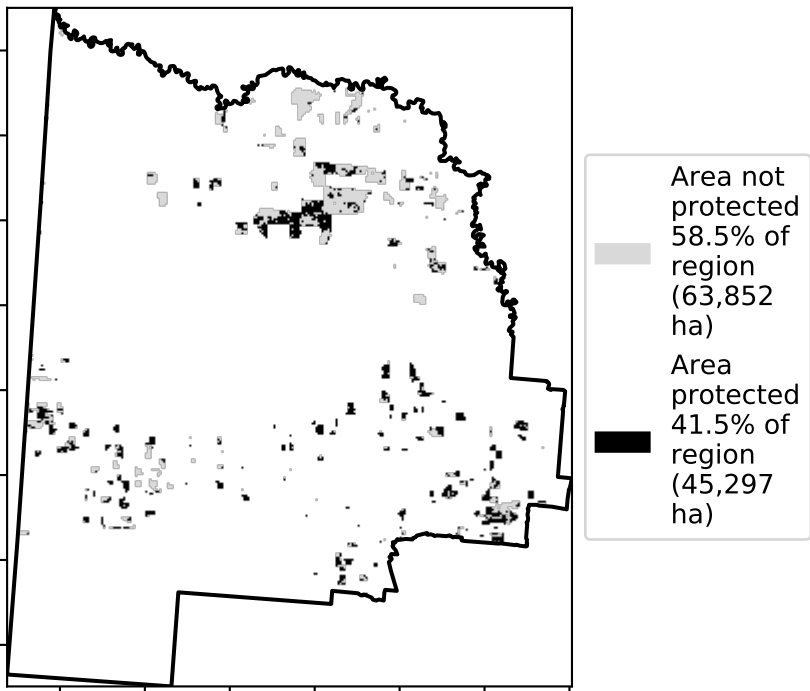 Area not
protected
58.5% of
region
(63,852
ha)
Area
protected
41.5% of
region
(45,297
ha)